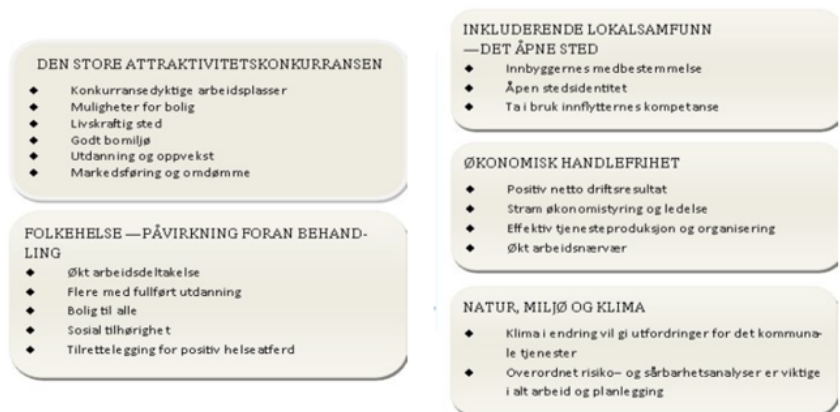 DEN STORE ATTRAKTIVITETSKONKURRANSEN
◆ Konkurransedyktige arbeidsplasser
◆ Muligheter for bolig
◆ Livskraftig sted
◆ Godt bomiljø
◆ Utdanning og oppvekst
◆ Markedsføring og omdømme
FOLKEHELSE — PÅVIRKNING FORAN BEHAND-
LING
◆ Økt arbeidsdeltakelse
◆ Flere med fullført utdanning
◆ Bolig til alle
◆ Sosial tilhørighet
◆ Tilrettelegging for positiv helseatferd
INKLUDERENDE LOKALSAMFUNN
—DET ÅPNE STED
◆ Innbyggernes medbestemmelse
◆ Åpen stedsidentitet
◆ Ta i bruk innflytternes kompetanse
ØKONOMISK HANDLEFRIHET
◆ Positiv netto driftsresultat
◆ Stram økonomistyring og ledelse
◆ Effektiv tjenesteproduksjon og organisering
◆ Økt arbeidsnærvær
NATUR, MILJØ OG KLIMA
◆ Klima i endring vil gi utfordringer for det kommuna-
le tjenester
◆ Overordnet risiko– og sårbarhetsanalyser er viktige
i alt arbeid og planlegging